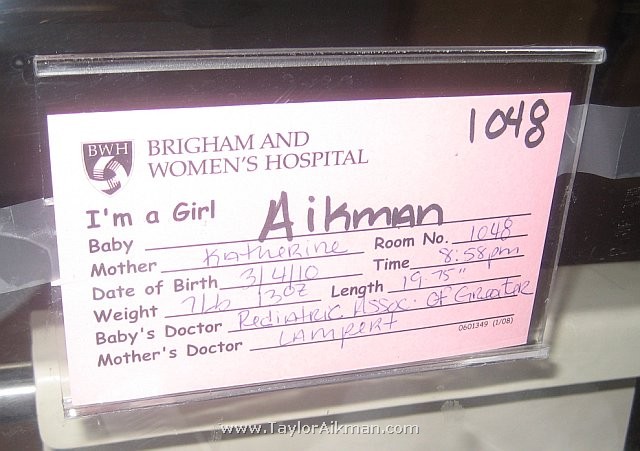 1048
BWH
BRIGHAM AND
WOMEN'S HOSPITAL
I'm a Girl
Baby Aikman
Mother Katherine Room No. 1048
Date of Birth 3/4/10 Time 8:58pm
Weight 7lb 13oz Length 19.75"
Baby's Doctor Pediatric Assoc. of Greater
Mother's Doctor Lampert
0601349 (1/08)
www.TaylorAikman.com